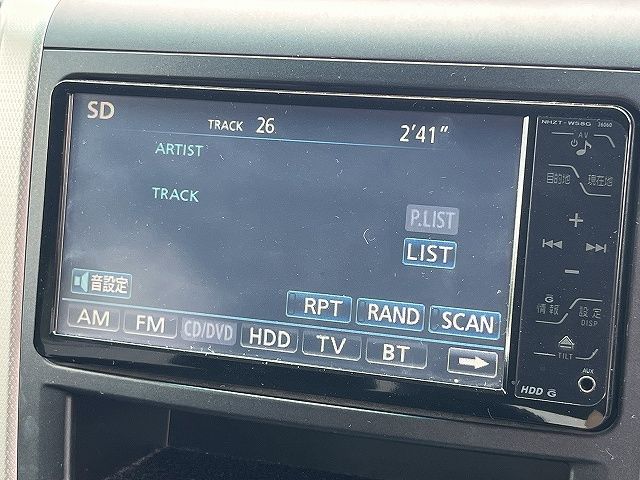 SD
TRACK 26
2'41"
ARTIST
TRACK
P.LIST
LIST
音設定
RPT
RAND
SCAN
AM
FM
CD/DVD
HDD
TV
BT
NHZT-W58G
AV
目的地
現在地
情報
設定
DISP
TILT
AUX
HDD G